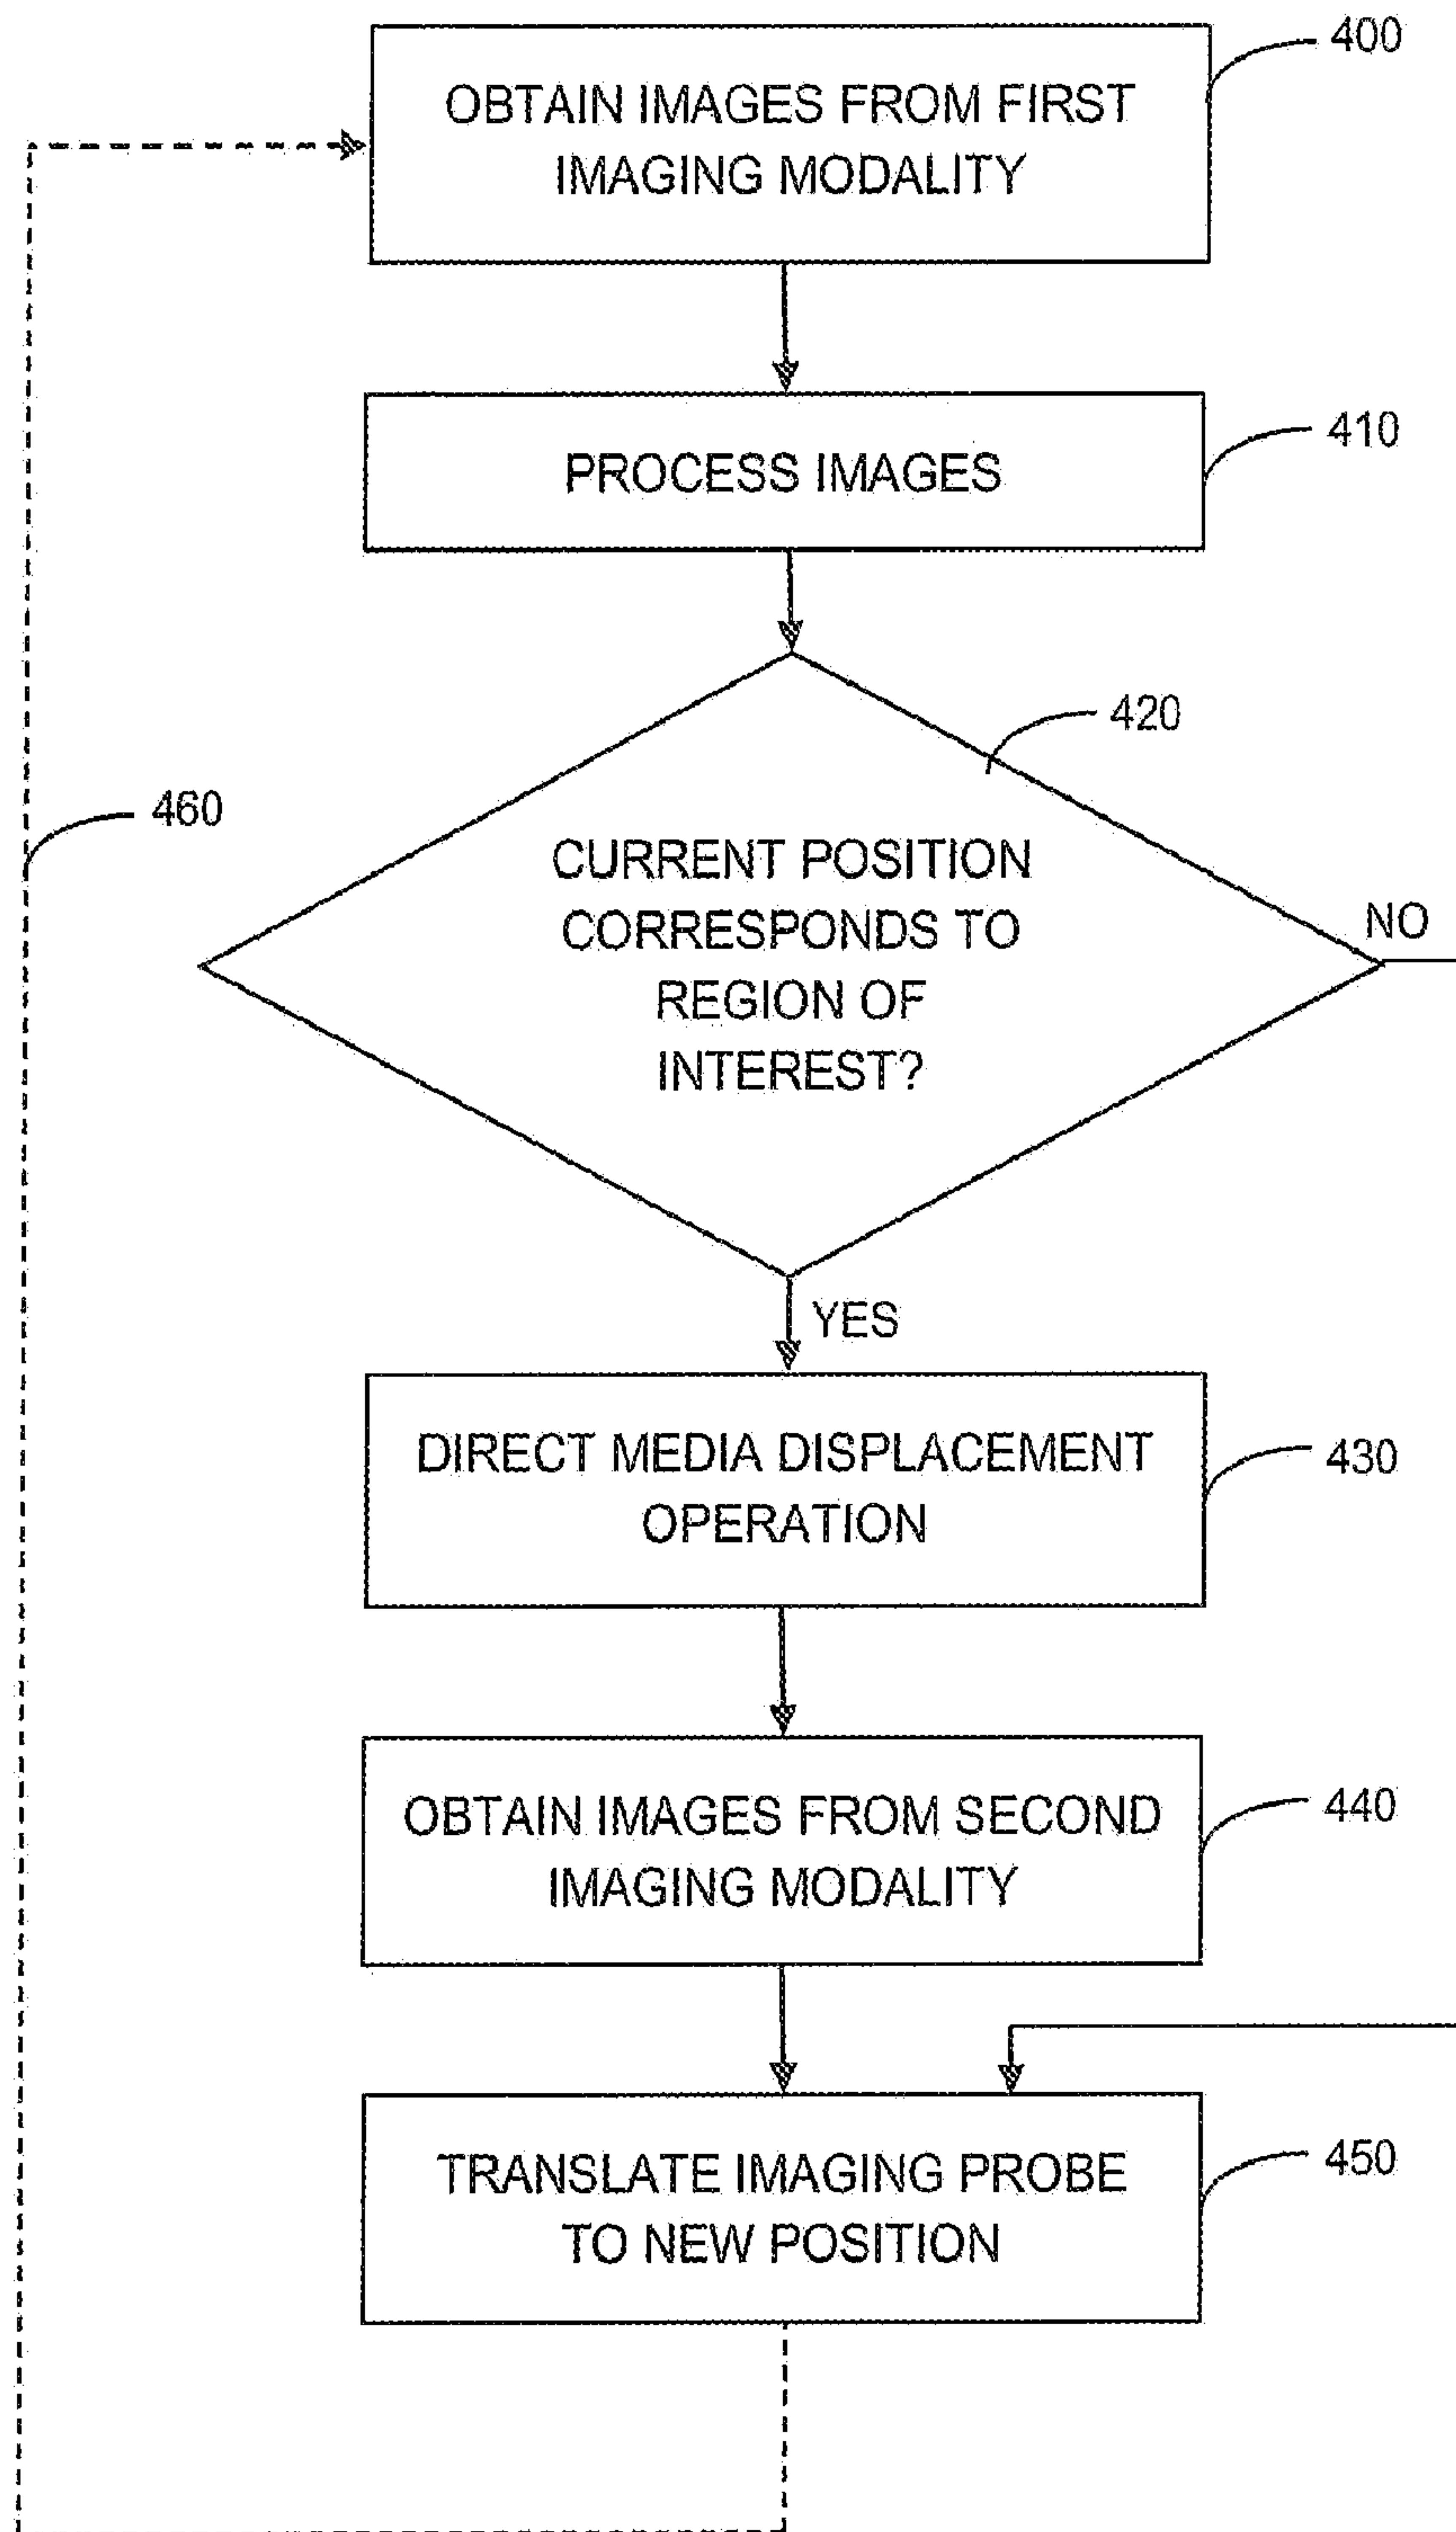 400
OBTAIN IMAGES FROM FIRST
IMAGING MODALITY
410
PROCESS IMAGES
420
460
CURRENT POSITION
CORRESPONDS TO
REGION OF
INTEREST?
NO
YES
DIRECT MEDIA DISPLACEMENT
OPERATION
430
OBTAIN IMAGES FROM SECOND
IMAGING MODALITY
440
TRANSLATE IMAGING PROBE
TO NEW POSITION
450